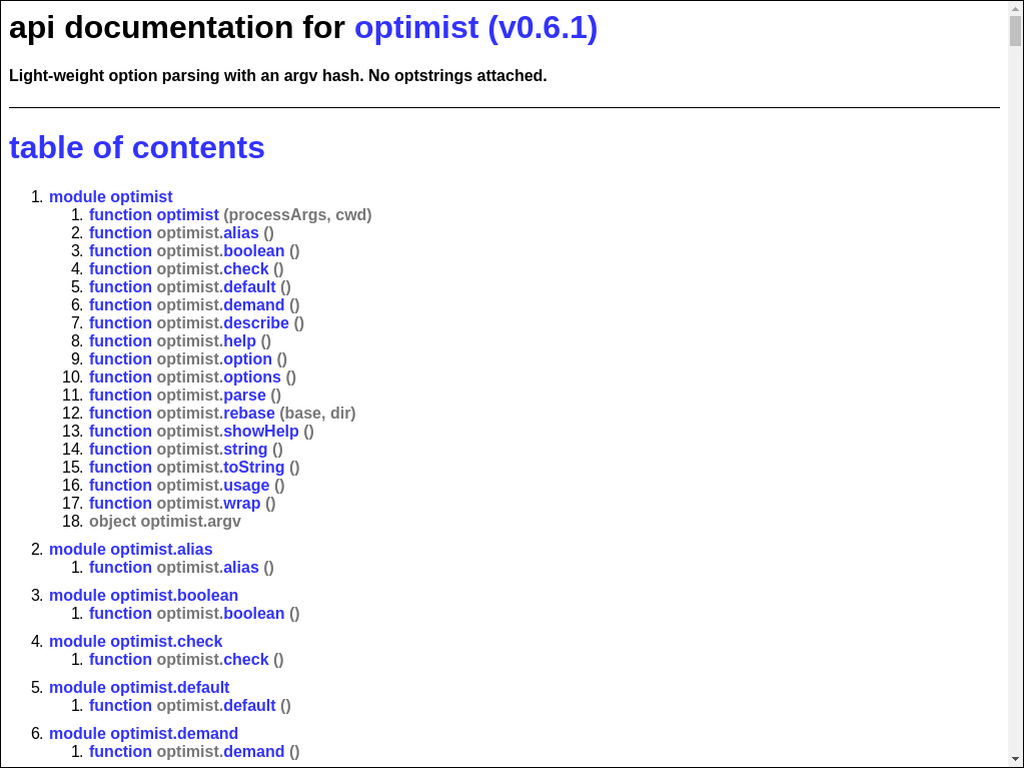 api documentation for optimist (v0.6.1)
Light-weight option parsing with an argv hash. No optstrings attached.
table of contents
1. module optimist
1. function optimist (processArgs, cwd)
2. function optimist.alias ()
3. function optimist.boolean ()
4. function optimist.check ()
5. function optimist.default ()
6. function optimist.demand ()
7. function optimist.describe ()
8. function optimist.help ()
9. function optimist.option ()
10. function optimist.options ()
11. function optimist.parse ()
12. function optimist.rebase (base, dir)
13. function optimist.showHelp ()
14. function optimist.string ()
15. function optimist.toString ()
16. function optimist.usage ()
17. function optimist.wrap ()
18. object optimist.argv
2. module optimist.alias
1. function optimist.alias ()
3. module optimist.boolean
1. function optimist.boolean ()
4. module optimist.check
1. function optimist.check ()
5. module optimist.default
1. function optimist.default ()
6. module optimist.demand
1. function optimist.demand ()